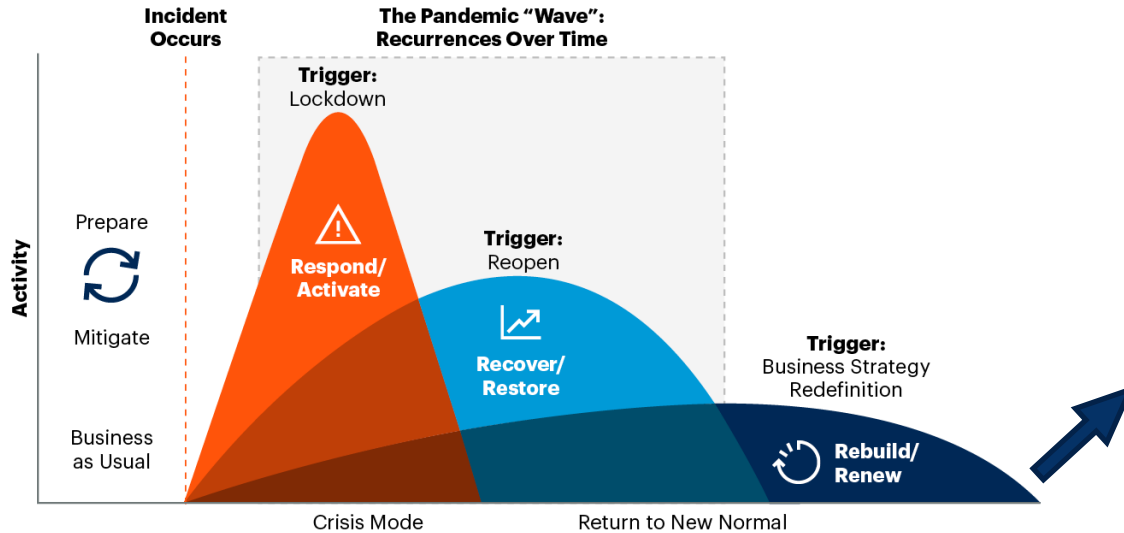 Incident
Occurs
The Pandemic “Wave”:
Recurrences Over Time
Trigger:
Lockdown
Prepare
Mitigate
Activity
Respond/
Activate
Trigger:
Reopen
Recover/
Restore
Trigger:
Business Strategy
Redefinition
Business
as Usual
Rebuild/
Renew
Crisis Mode
Return to New Normal